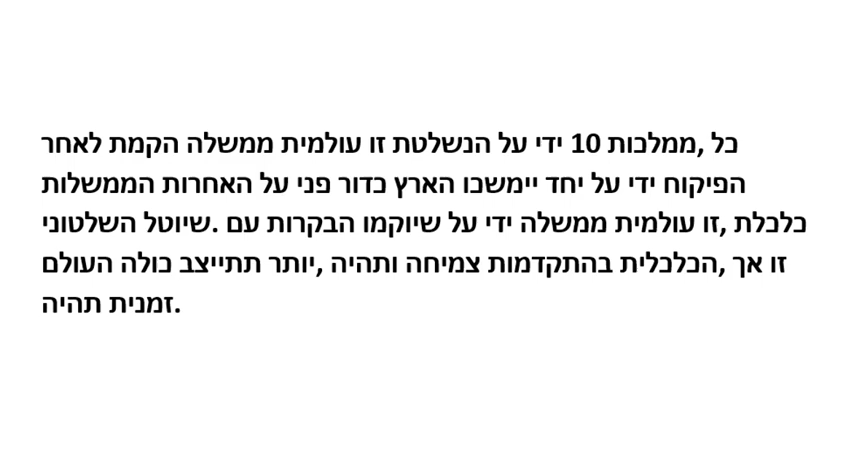 לאחר הקמת ממשלה עולמית זו הנשלטת על ידי 10 ממלכות, כל
הממשלות האחרות על פני כדור הארץ יימשכו יחד על ידי הפיקוח
השלטוני שיוטל. עם הבקרות שיוקמו על ידי ממשלה עולמית זו, כלכלת
העולם כולה תתייצב יותר, ותהיה צמיחה בהתקדמות הכלכלית, אך זו
תהיה זמנית.